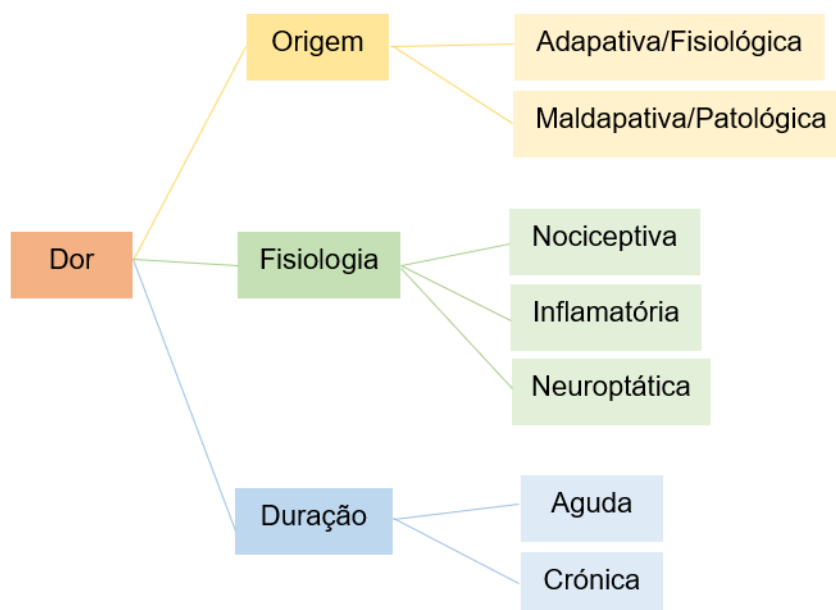 Origem
Adapativa/Fisiológica
Maldapativa/Patológica
Dor
Fisiologia
Nociceptiva
Inflamatória
Neuroptática
Duração
Aguda
Crónica